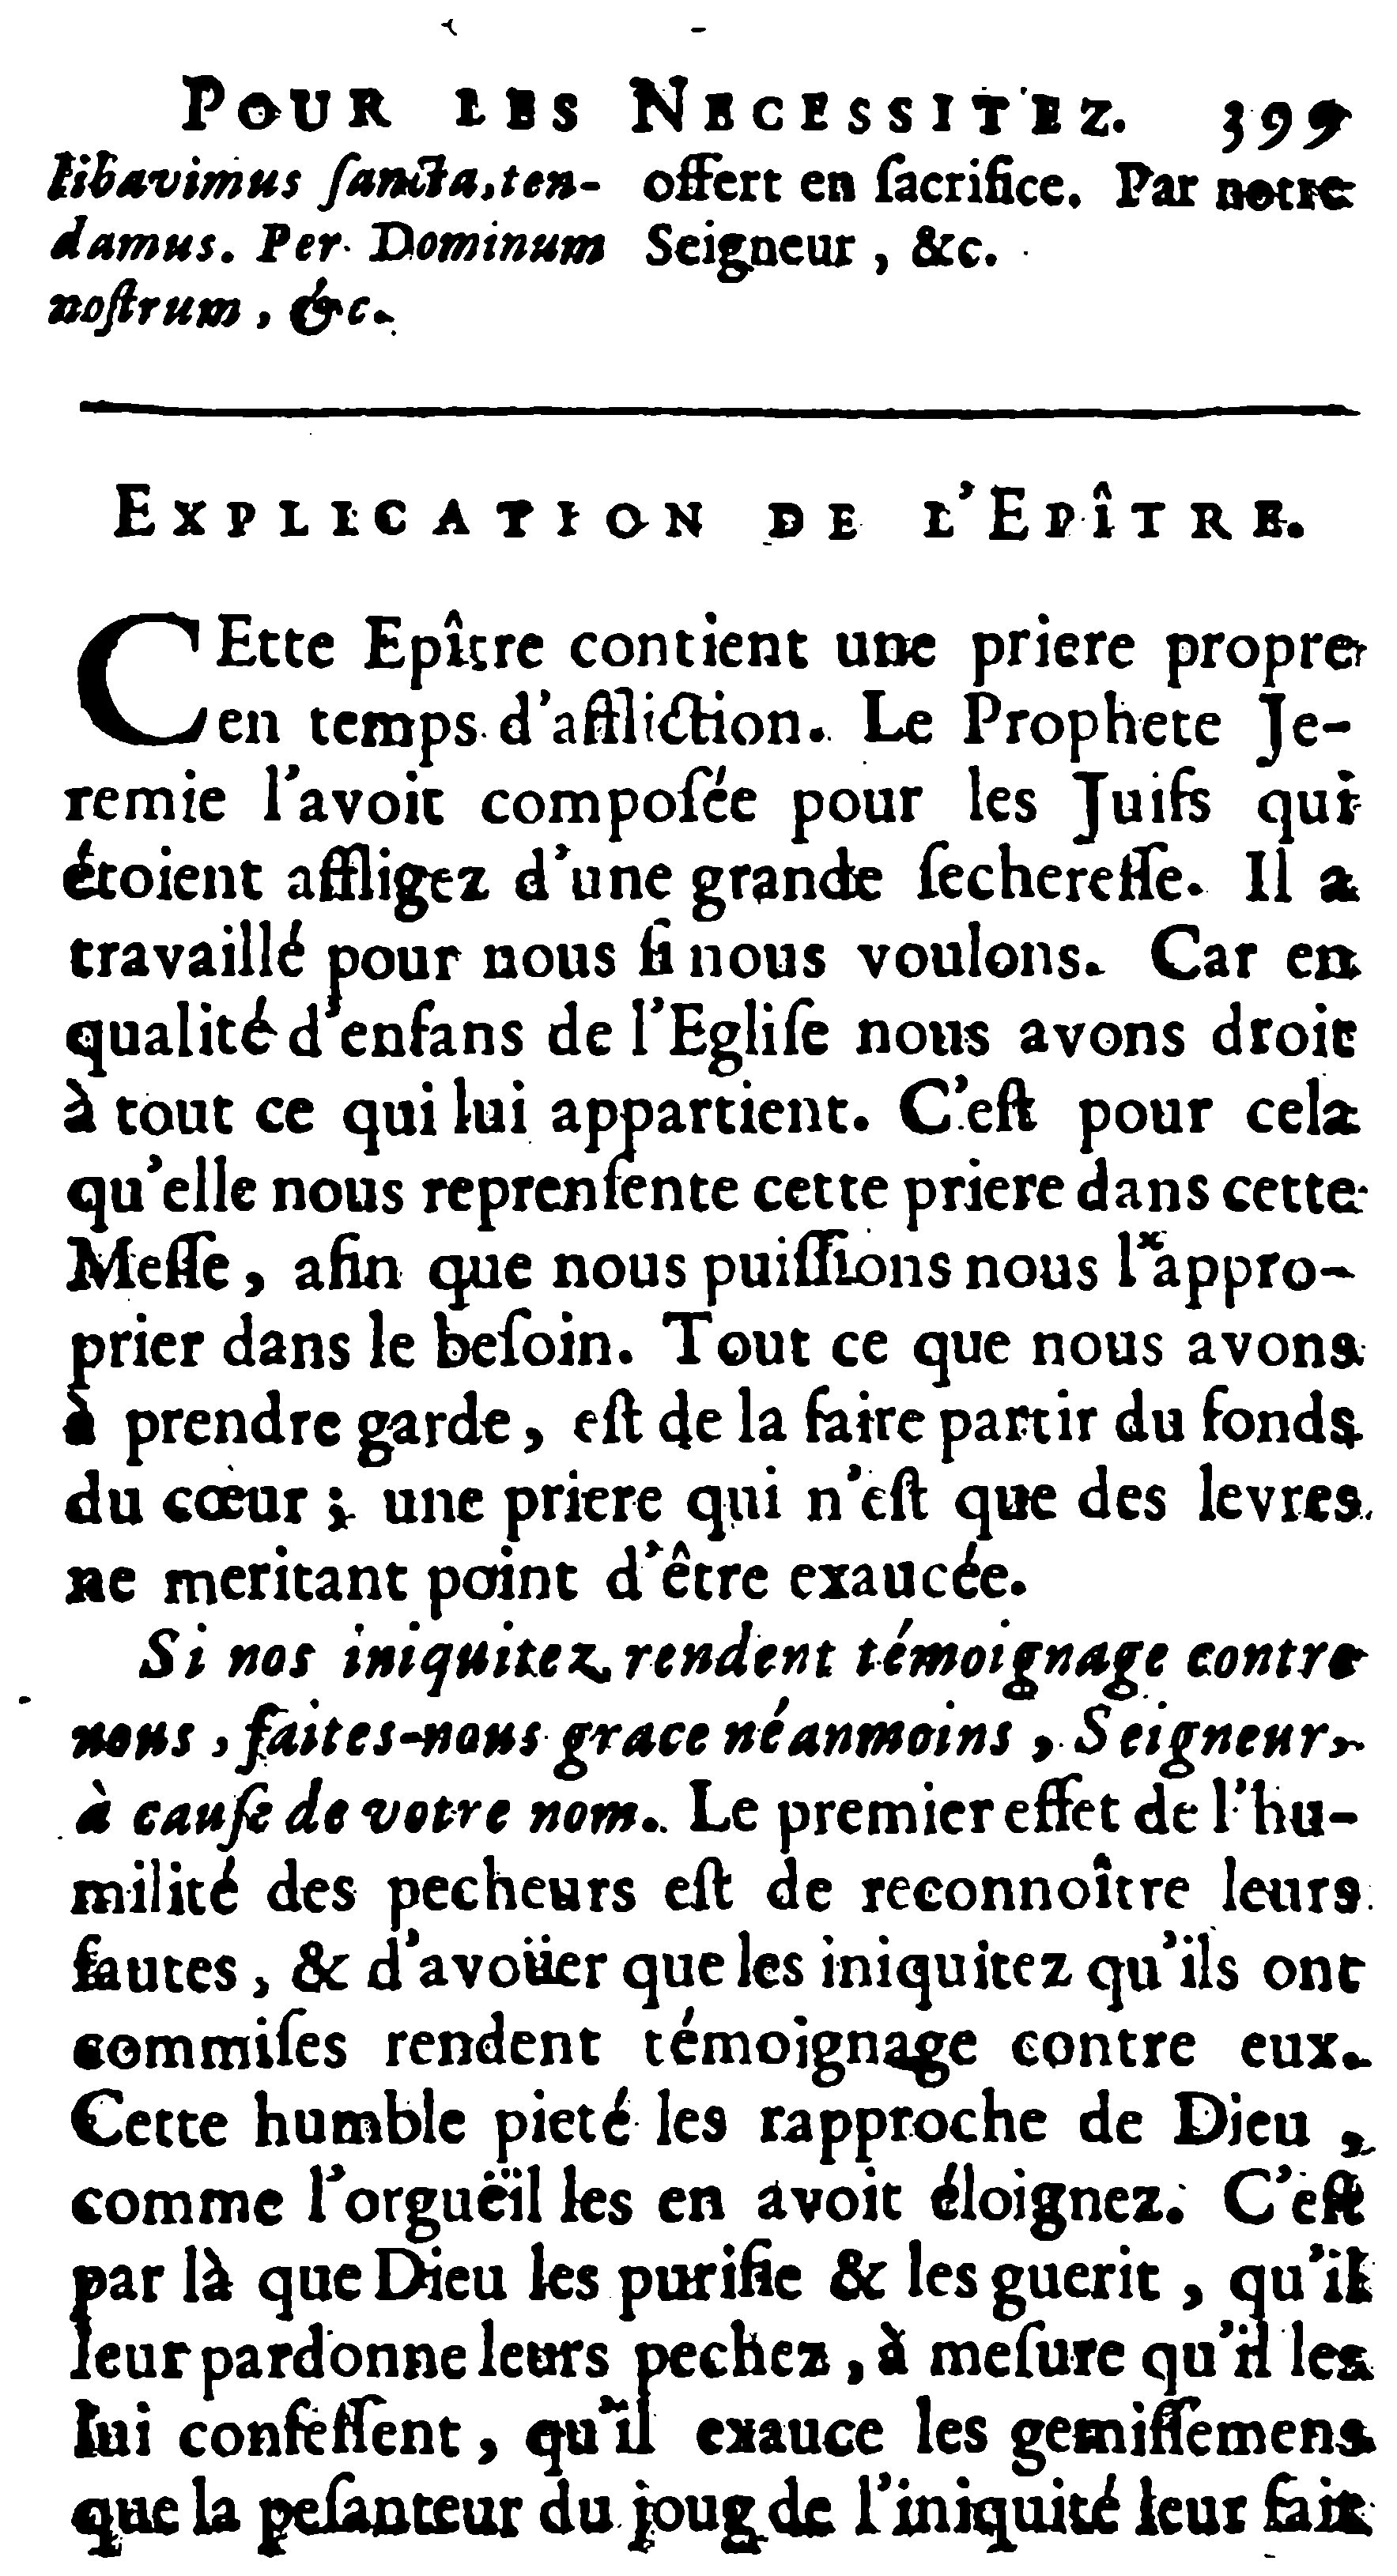 POUR LES NECESSITEZ. 399
libavimus ſancta, ten-
damus. Per Dominum
noſtrum, &c.
offert en ſacrifice. Par notre
Seigneur, &c.
EXPLICATION DE L'EPÎTRE.
CEtte Epître contient une priere propre
en temps d'affliction. Le Prophete Je-
remie l'avoit compoſée pour les Juifs qui
étoient affligez d'une grande ſechereſſe. Il a
travaillé pour nous ſi nous voulons. Car en
qualité d'enfans de l'Egliſe nous avons droit
à tout ce qui lui appartient. C'eſt pour cela
qu'elle nous reprenſente cette priere dans cette
Meſſe, afin que nous puiſſions nous l'appro-
prier dans le beſoin. Tout ce que nous avons
à prendre garde, eſt de la faire partir du fonds
du cœur; une priere qui n'eſt que des levres
ne meritant point d'être exaucée.
Si nos iniquitez rendent témoignage contre
nous, faites-nous grace néanmoins, Seigneur,
à cauſe de votre nom. Le premier effet de l'hu-
milité des pecheurs eſt de reconnoître leurs
fautes, & d'avoüer que les iniquitez qu'ils ont
commiſes rendent témoignage contre eux.
Cette humble pieté les rapproche de Dieu,
comme l'orguëil les en avoit éloignez. C'eſt
par là que Dieu les purifie & les guerit, qu'il
leur pardonne leurs pechez, à meſure qu'il les
lui confeſſent, qu'il exauce les gemiſſemens
que la peſanteur du joug de l'iniquité leur fait